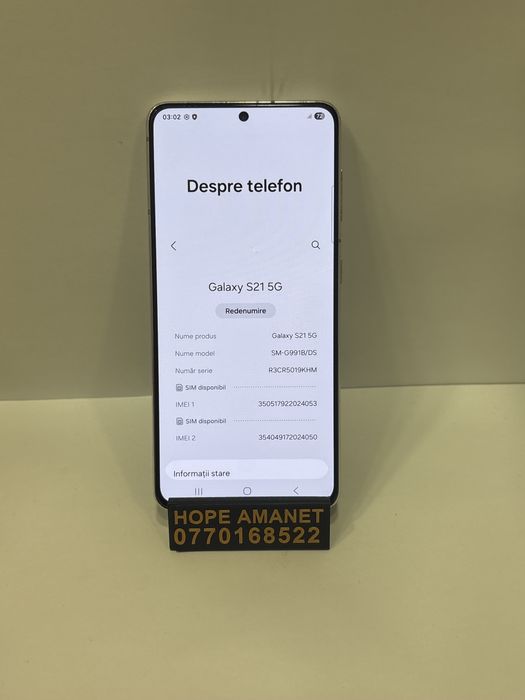 03:02
72
Despre telefon
Galaxy S21 5G
Redenumire
Nume produs Galaxy S21 5G
Nume model SM-G991B/DS
Număr serie R3CR5019KHM
SIM disponibil
IMEI 1 350517922024053
SIM disponibil
IMEI 2 354049172024050
Informații stare
HOPE AMANET
0770168522